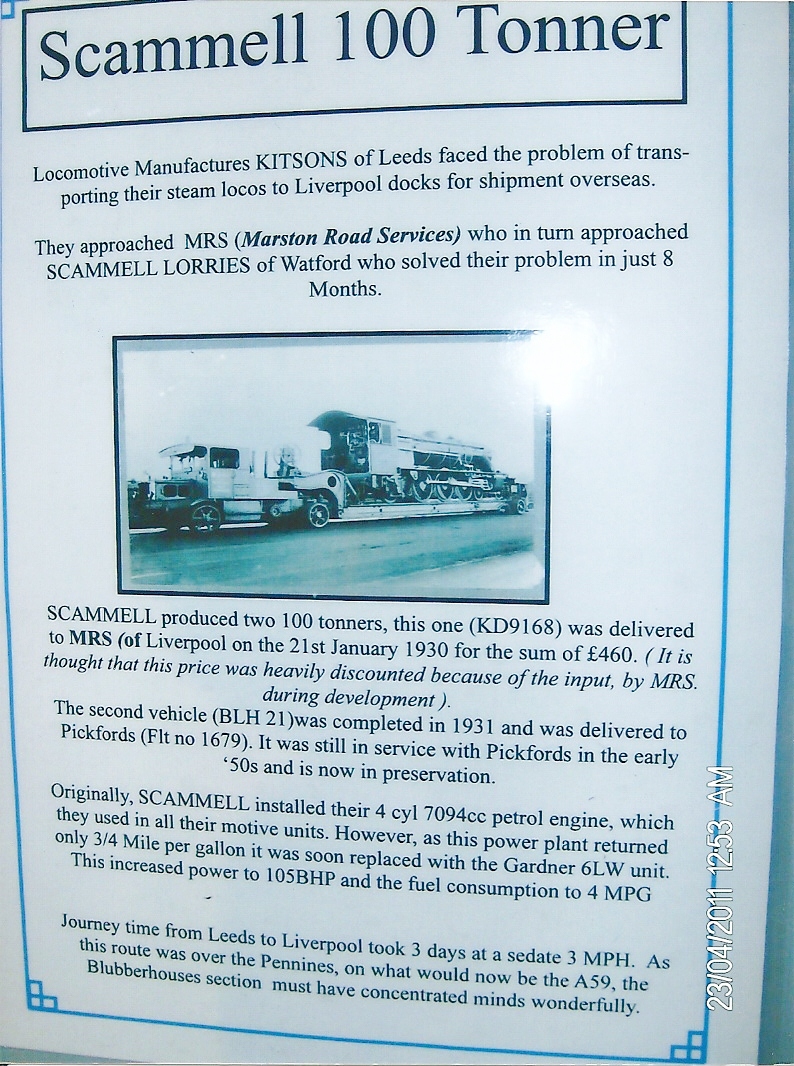 Scammell 100 Tonner
Locomotive Manufactures KITSONS of Leeds faced the problem of trans-
porting their steam locos to Liverpool docks for shipment overseas.
They approached MRS (Marston Road Services) who in turn approached
SCAMMELL LORRIES of Watford who solved their problem in just 8
Months.
SCAMMELL produced two 100 tonners, this one (KD9168) was delivered
to MRS (of Liverpool on the 21st January 1930 for the sum of £460. ( It is
thought that this price was heavily discounted because of the input, by MRS.
during development ).
The second vehicle (BLH 21)was completed in 1931 and was delivered to
Pickfords (Flt no 1679). It was still in service with Pickfords in the early
‘50s and is now in preservation.
Originally, SCAMMELL installed their 4 cyl 7094cc petrol engine, which
they used in all their motive units. However, as this power plant returned
only 3/4 Mile per gallon it was soon replaced with the Gardner 6LW unit.
This increased power to 105BHP and the fuel consumption to 4 MPG
Journey time from Leeds to Liverpool took 3 days at a sedate 3 MPH. As
this route was over the Pennines, on what would now be the A59, the
Blubberhouses section must have concentrated minds wonderfully.
23/04/2011 12:53 AM